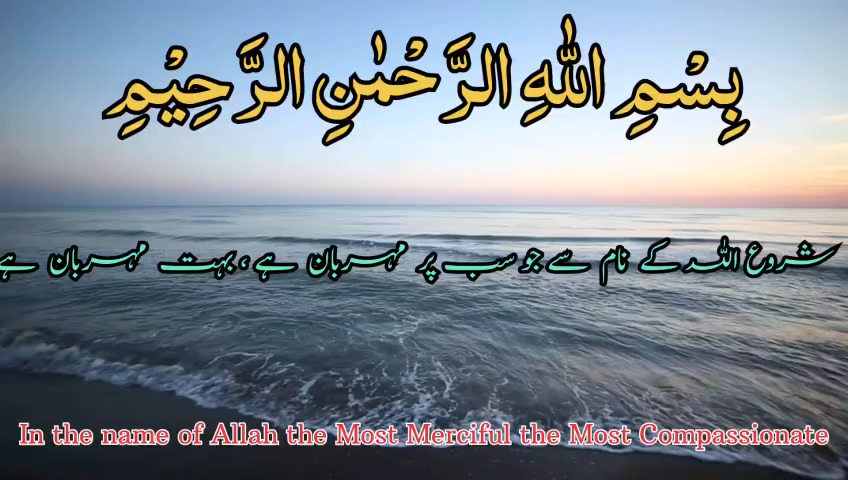 بِسْمِ اللّٰهِ الرَّحْمٰنِ الرَّحِيْمِ
شروع اللہ کے نام سے جو سب پر مہربان ہے ، بہت مہربان ہے
In the name of Allah the Most Merciful the Most Compassionate